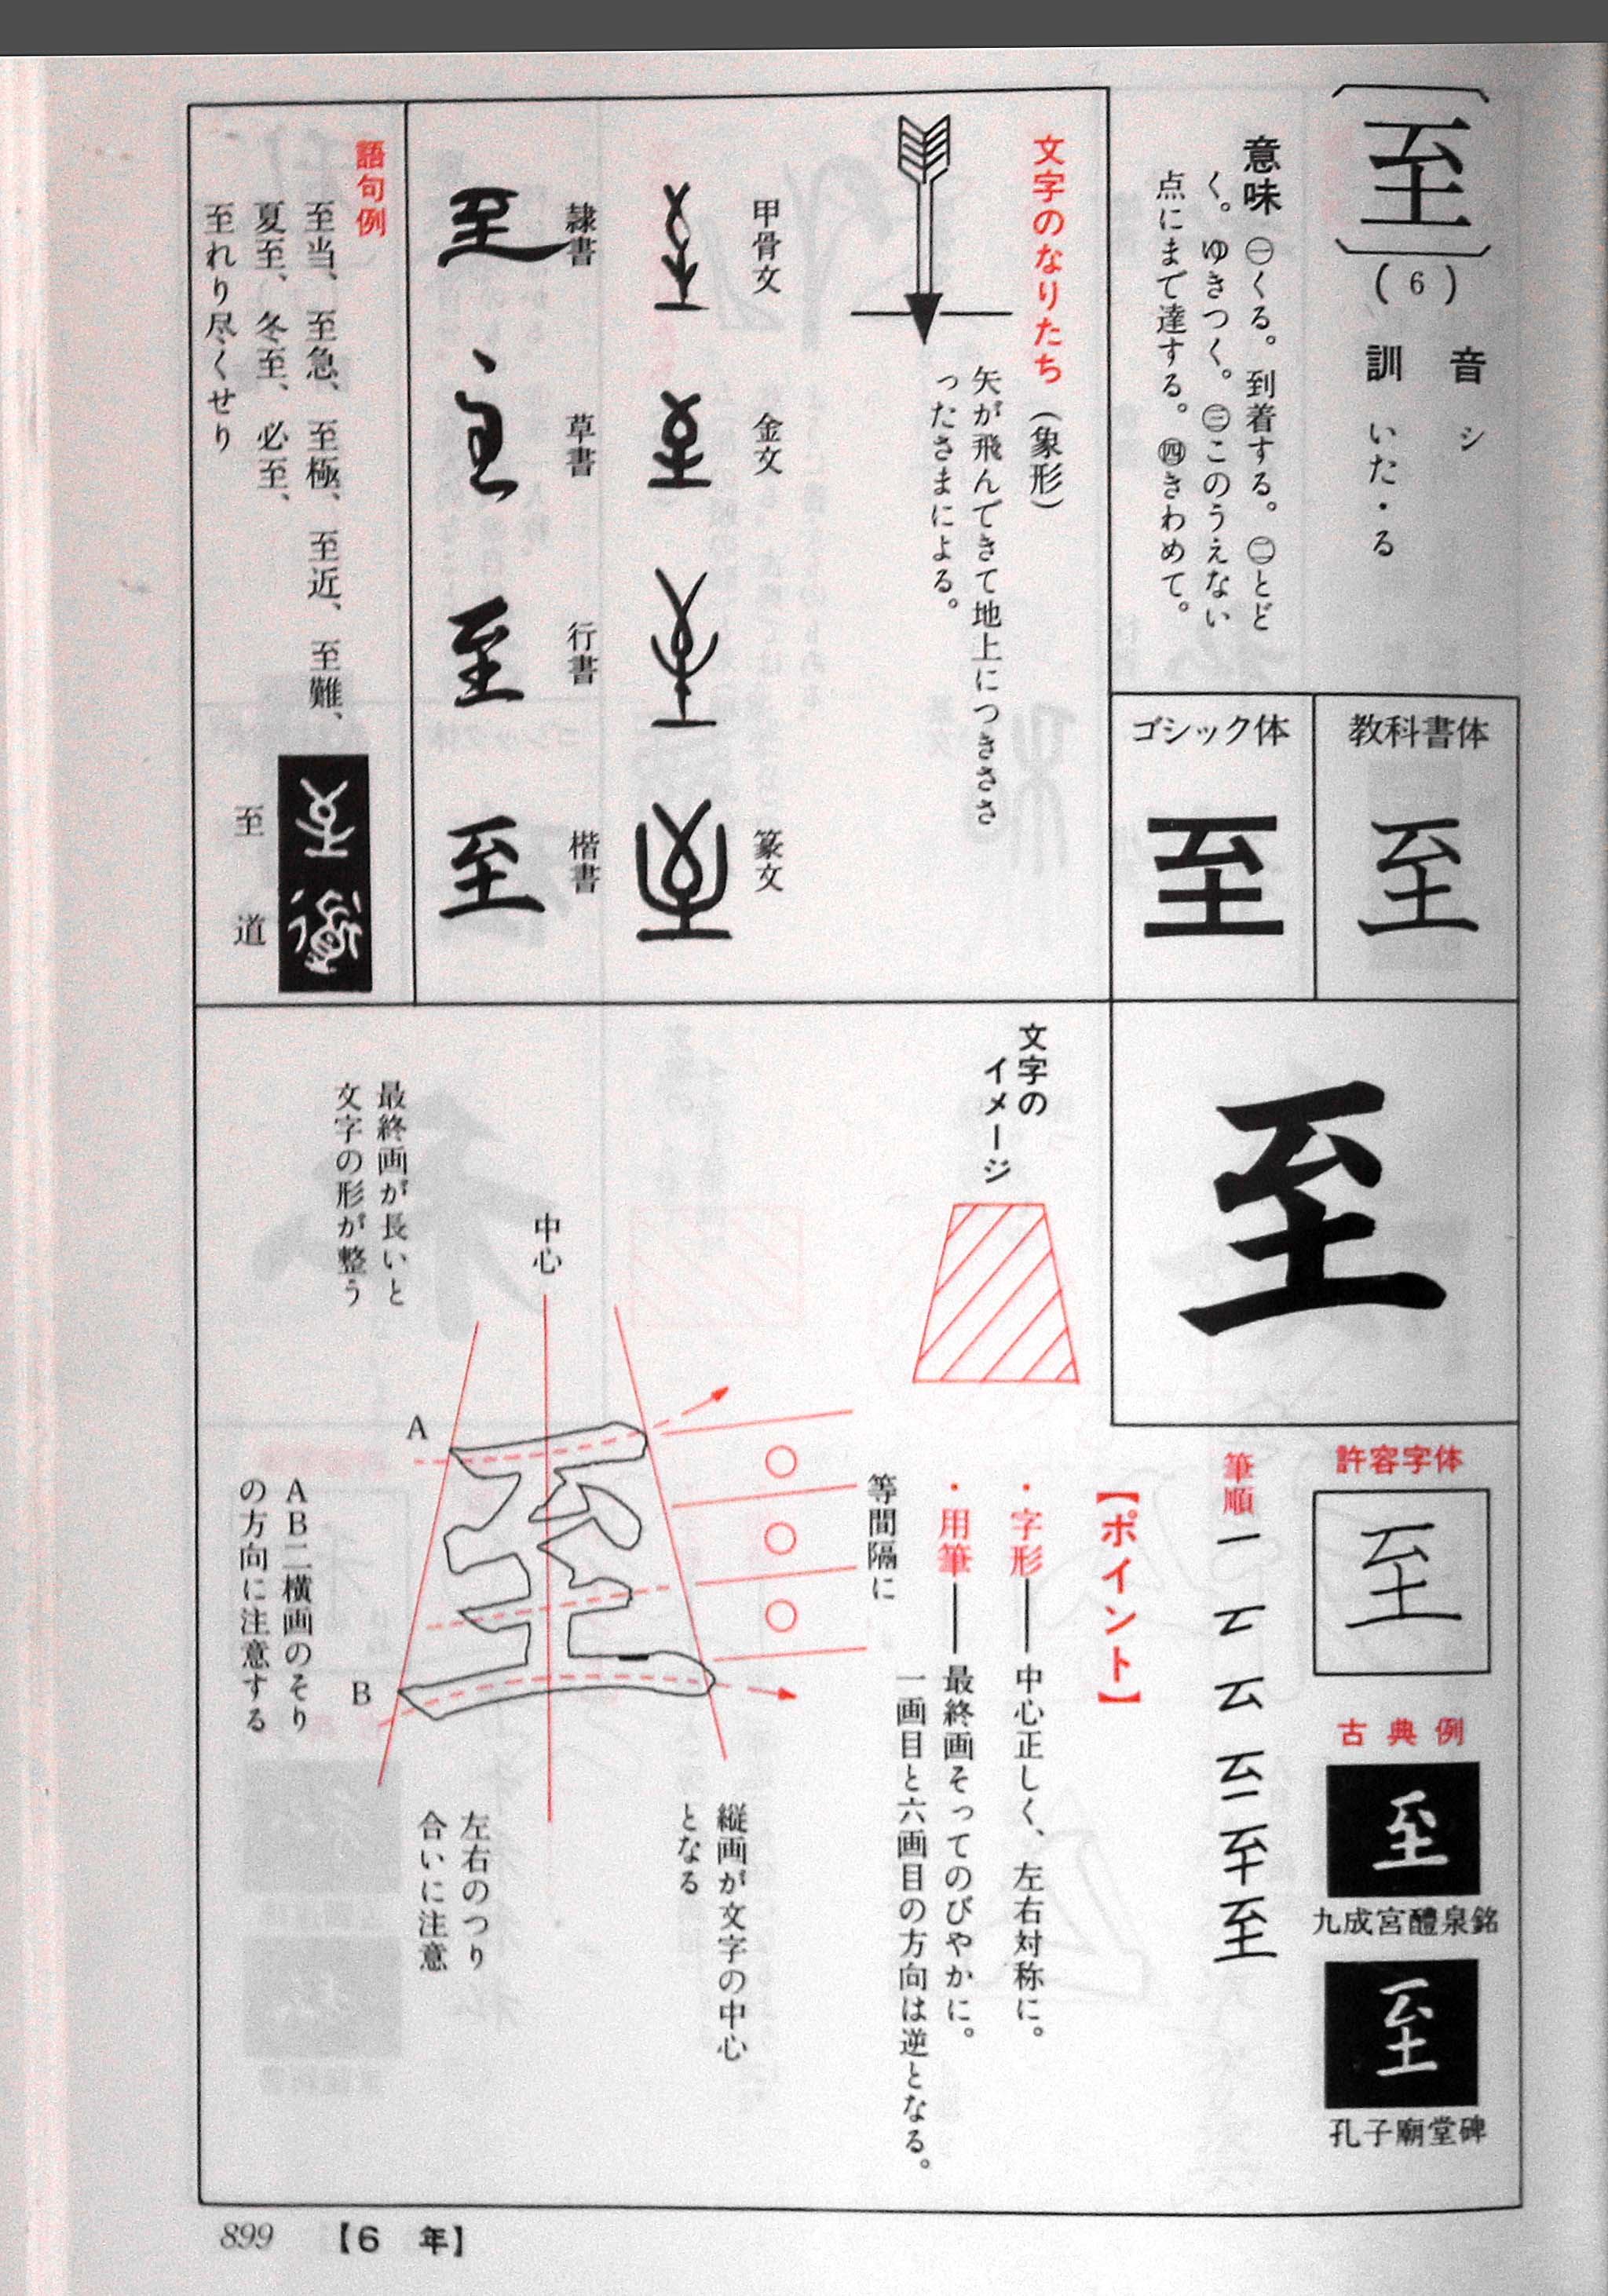 〔至〕(6)
音 シ
訓 いた・る
意味 ㊀くる。到着する。㊁とど
く。ゆきつく。㊂このうえない
点にまで達する。㊃きわめて。
教科書体
至
ゴシック体
至
至
文字のなりたち(象形)
矢が飛んできて地上につきささ
ったさまによる。
甲骨文
金文
篆文
隷書
至
草書
至
行書
至
楷書
至
語句例
至当、至急、至極、至近、至難、
夏至、冬至、必至、
至れり尽くせり
至道
至道
許容字体
至
古典例
至
九成宮醴泉銘
至
孔子廟堂碑
筆順
至
【ポイント】
・字形──中心正しく、左右対称に。
・用筆──最終画そってのびやかに。
一画目と六画目の方向は逆となる。
文字の
イメージ
等間隔に
縦画が文字の中心
となる
中心
左右のつり
合いに注意
最終画が長いと
文字の形が整う
A
B
至
AB二横画のそり
の方向に注意する
899 【6 年】